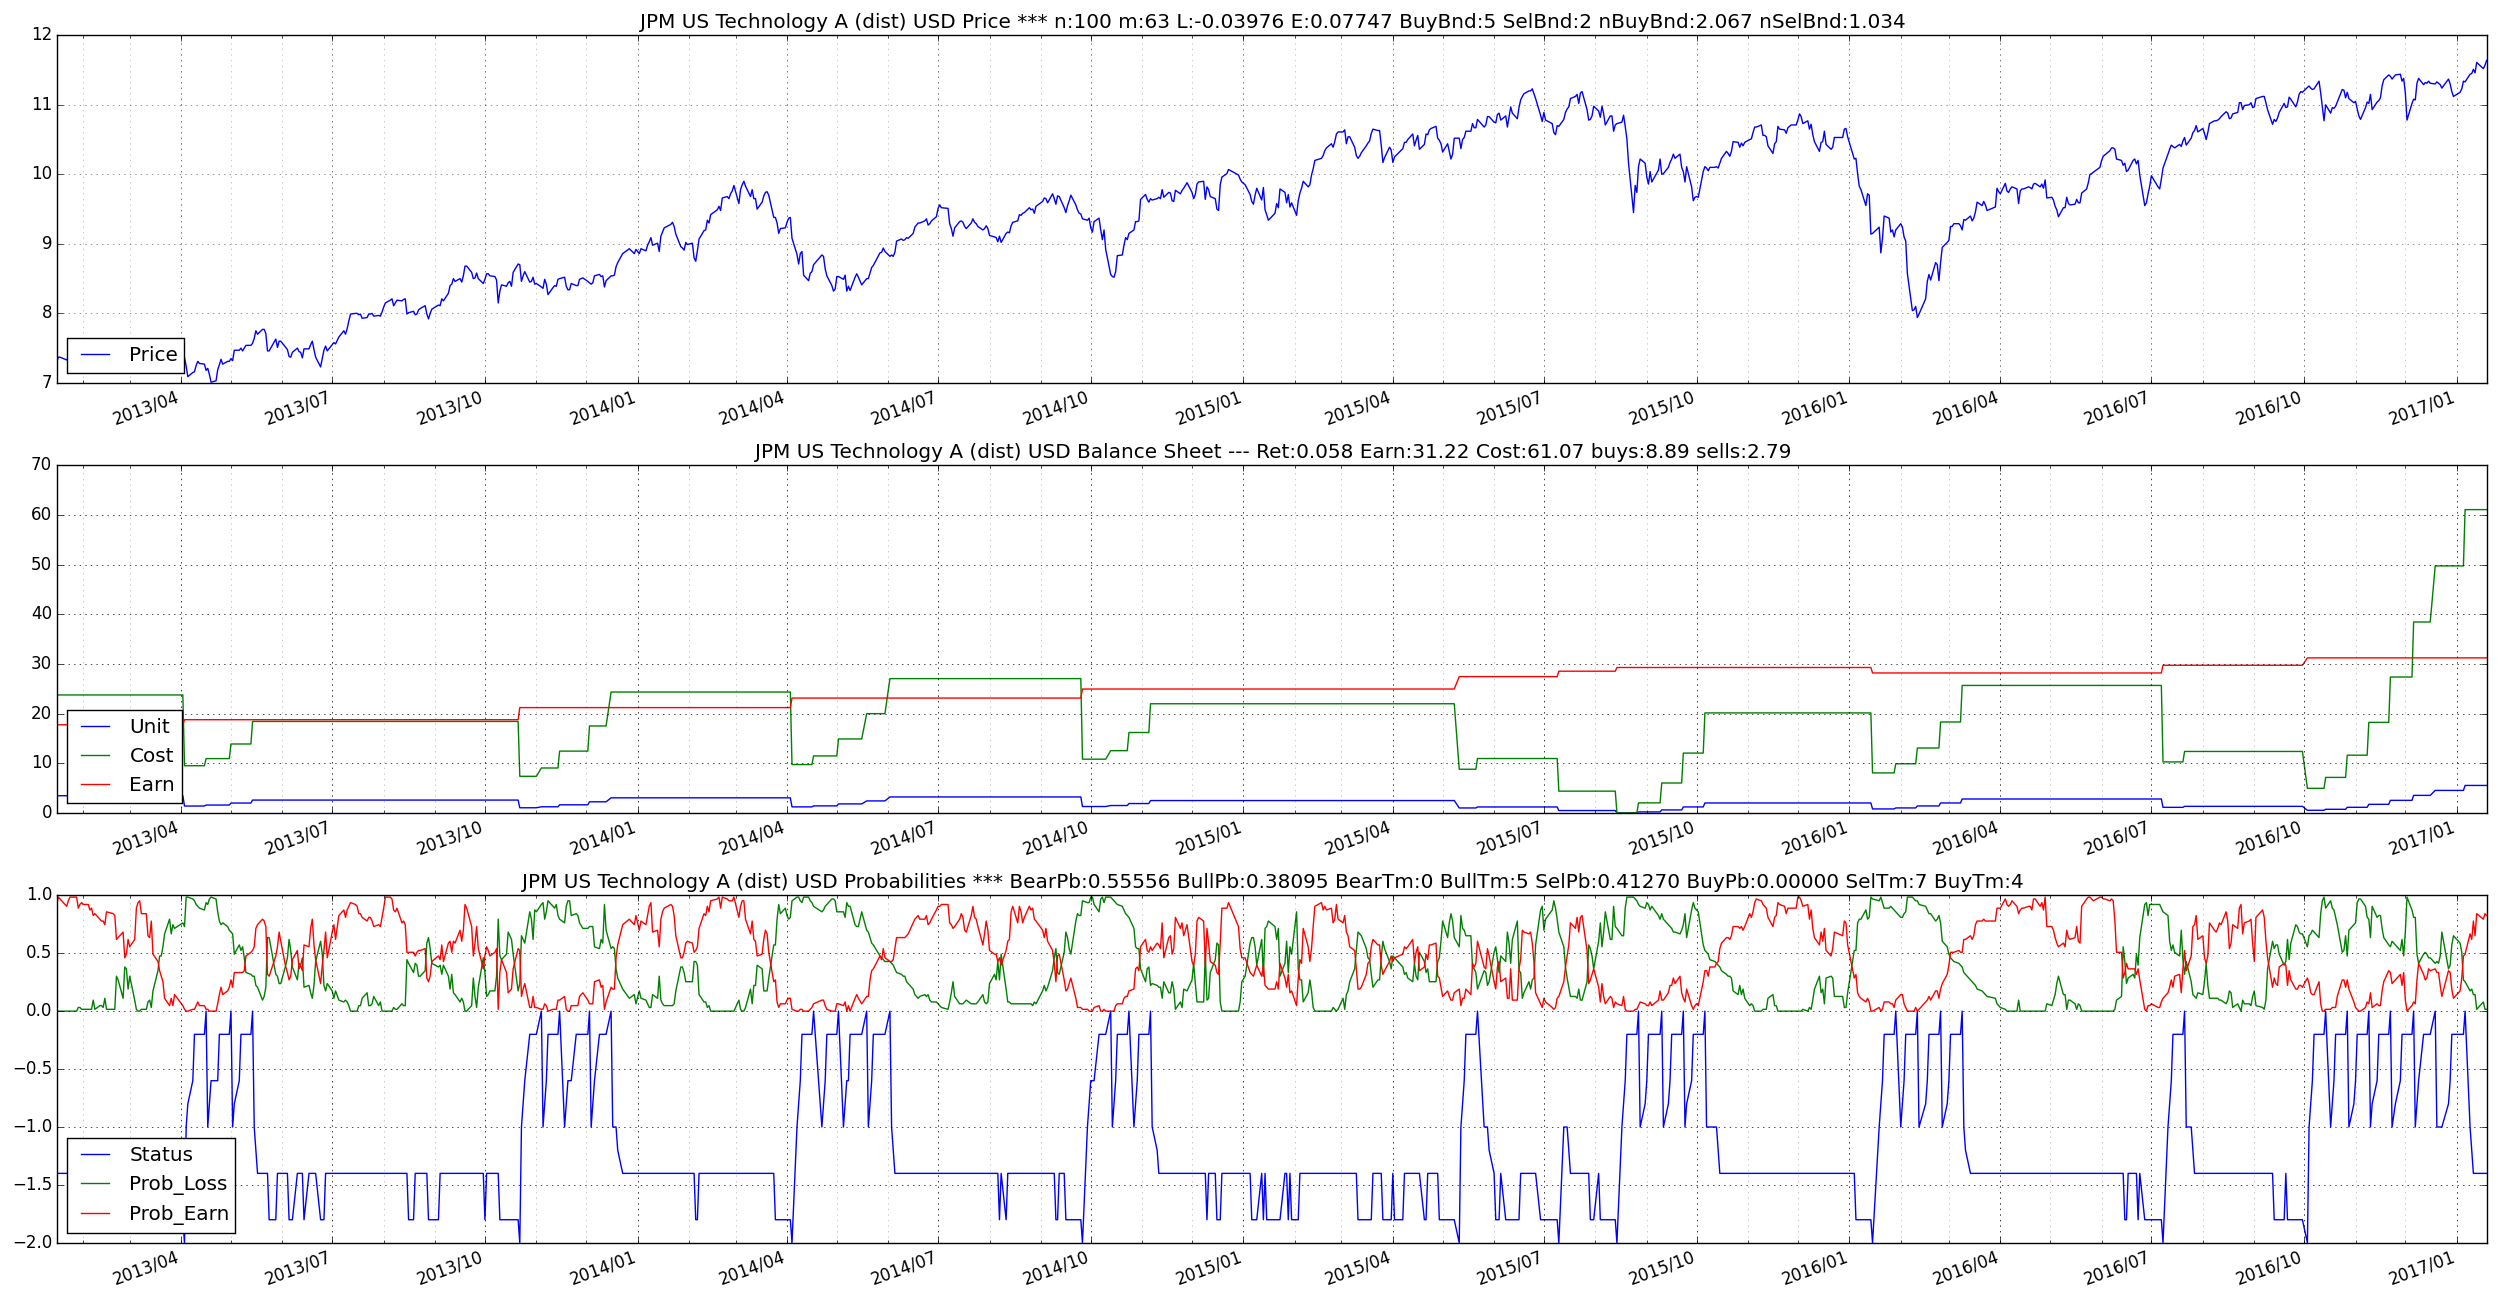 JPM US Technology A (dist) USD Price *** n:100 m:63 L:-0.03976 E:0.07747 BuyBnd:5 SelBnd:2 nBuyBnd:2.067 nSelBnd:1.034
12
11
10
9
8
7
Price
2013/04 2013/07 2013/10 2014/01 2014/04 2014/07 2014/10 2015/01 2015/04 2015/07 2015/10 2016/01 2016/04 2016/07 2016/10 2017/01
JPM US Technology A (dist) USD Balance Sheet --- Ret:0.058 Earn:31.22 Cost:61.07 buys:8.89 sells:2.79
70
60
50
40
30
20
10
0
Unit
Cost
Earn
2013/04 2013/07 2013/10 2014/01 2014/04 2014/07 2014/10 2015/01 2015/04 2015/07 2015/10 2016/01 2016/04 2016/07 2016/10 2017/01
JPM US Technology A (dist) USD Probabilities *** BearPb:0.55556 BullPb:0.38095 BearTm:0 BullTm:5 SelPb:0.41270 BuyPb:0.00000 SelTm:7 BuyTm:4
1.0
0.5
0.0
−0.5
−1.0
−1.5
−2.0
Status
Prob_Loss
Prob_Earn
2013/04 2013/07 2013/10 2014/01 2014/04 2014/07 2014/10 2015/01 2015/04 2015/07 2015/10 2016/01 2016/04 2016/07 2016/10 2017/01